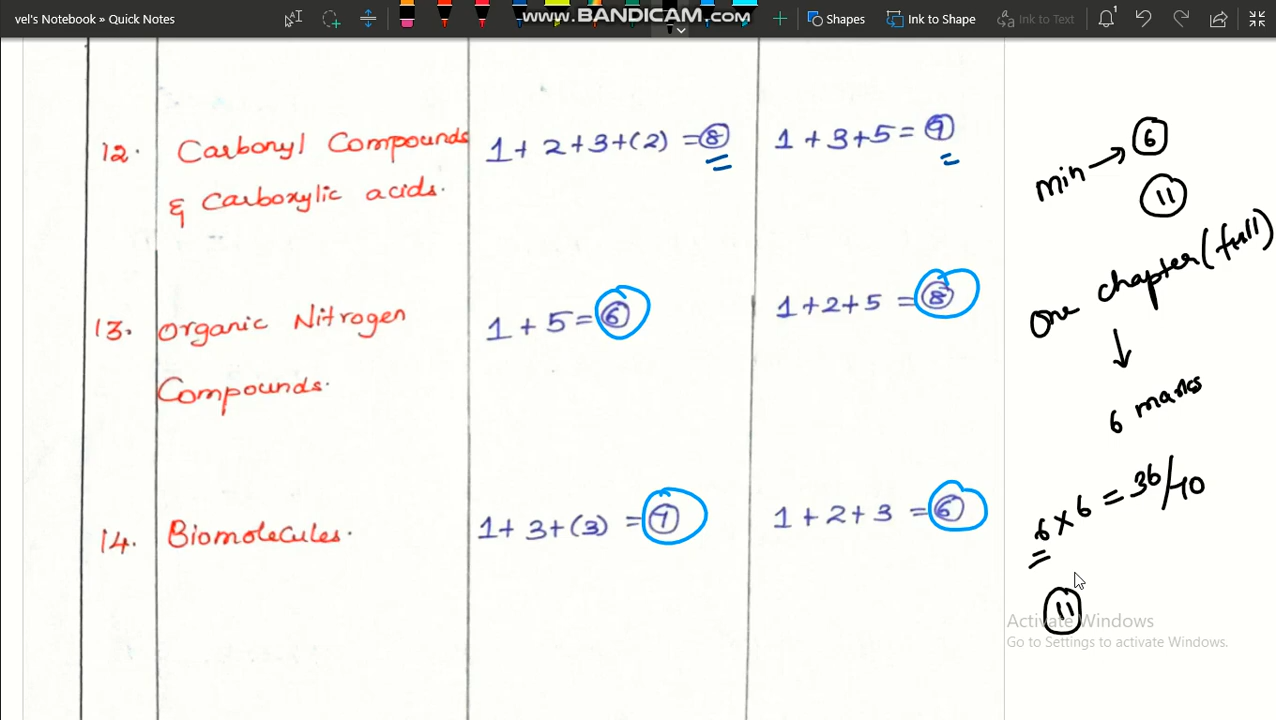 vel's Notebook » Quick Notes
WWW.BANDICAM.COM
Shapes
Ink to Shape
Ink to Text
12. Carbonyl Compounds 1+2+3+(2) =8 1+3+5=9
& Carboxylic acids.
13. Organic Nitrogen 1+5=6 1+2+5 =8
Compounds.
14. Biomolecules. 1+3+(3) =7 1+2+3 =6
min → 6
11
One chapter (full)
↓
6 marks
6×6 = 36/70
11
Activate Windows
Go to Settings to activate Windows.